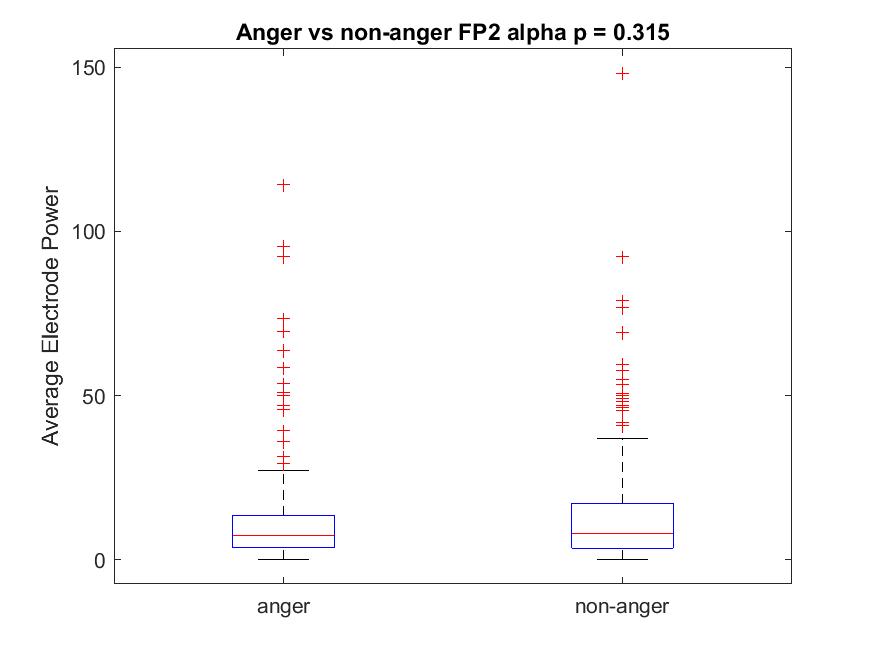 Anger vs non-anger FP2 alpha p = 0.315
Average Electrode Power
150
100
50
0
anger
non-anger